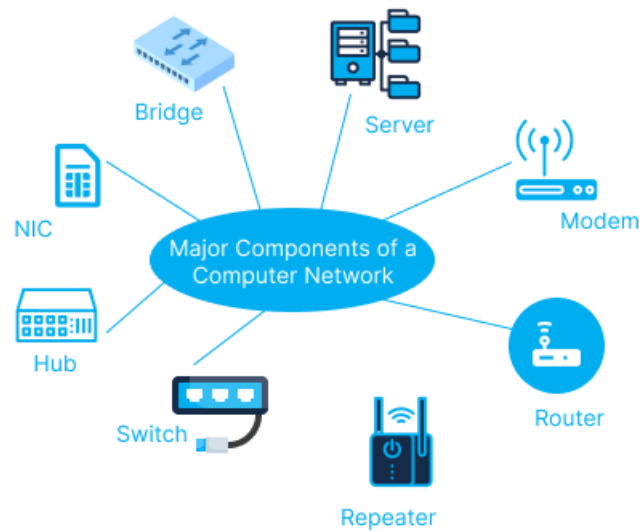 Bridge
Server
NIC
Modem
Major Components of a
Computer Network
Hub
Switch
Router
Repeater